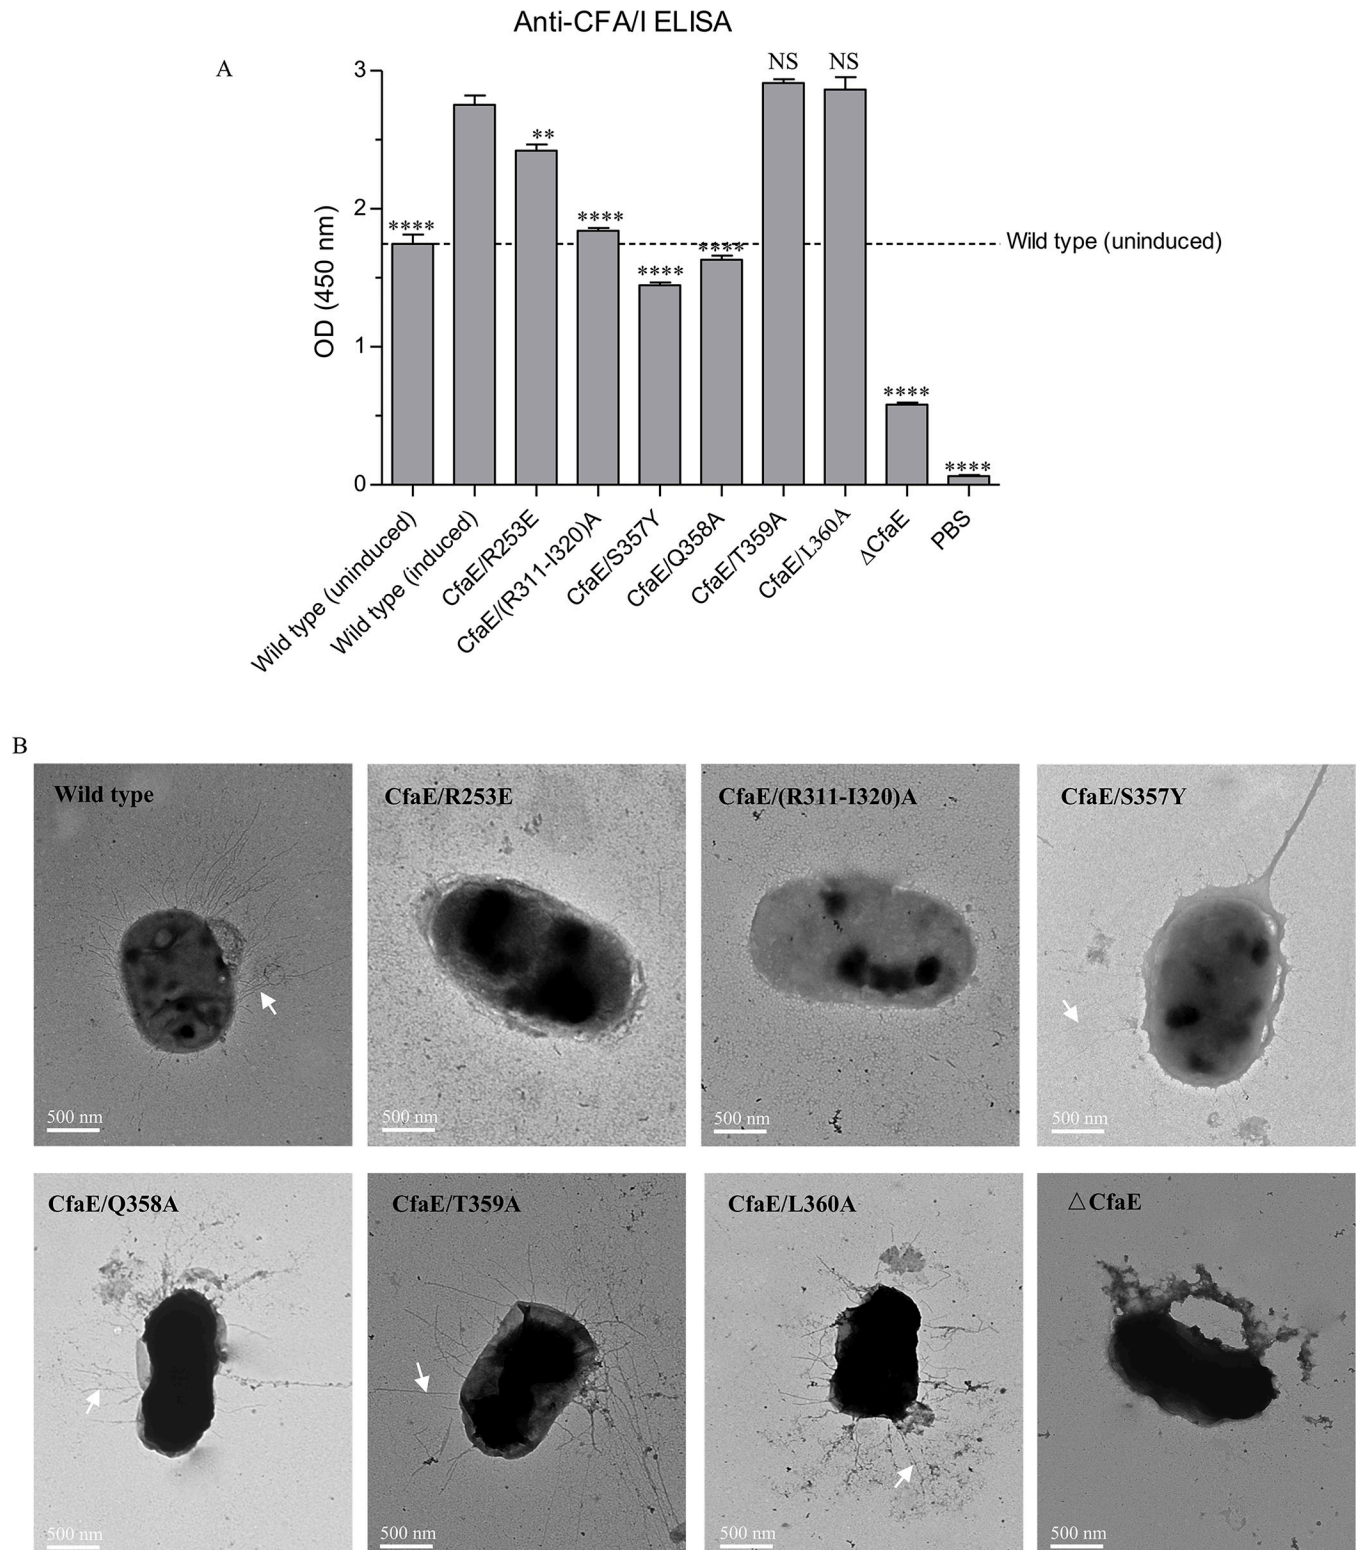 Anti-CFA/I ELISA
A
OD (450 nm)
3
2
1
0
****
**
****
****
****
NS
NS
****
****
Wild type (uninduced)
Wild type (uninduced)
Wild type (induced)
CfaE/R253E
CfaE/(R311-I320)A
CfaE/S357Y
CfaE/Q358A
CfaE/T359A
CfaE/L360A
ΔCfaE
PBS
B
Wild type
500 nm
CfaE/R253E
500 nm
CfaE/(R311-I320)A
500 nm
CfaE/S357Y
500 nm
CfaE/Q358A
500 nm
CfaE/T359A
500 nm
CfaE/L360A
500 nm
△CfaE
500 nm